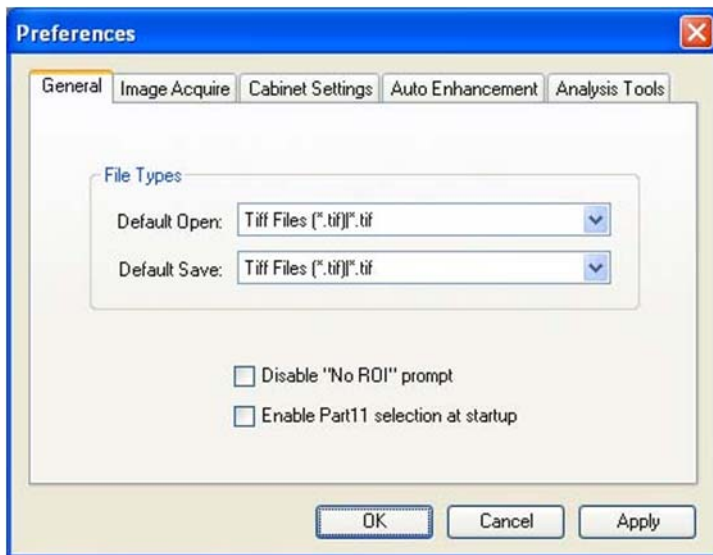 Preferences
General Image Acquire Cabinet Settings Auto Enhancement Analysis Tools
File Types
Default Open: Tiff Files (*.tif)|*.tif
Default Save: Tiff Files (*.tif)|*.tif
Disable "No ROI" prompt
Enable Part11 selection at startup
OK Cancel Apply